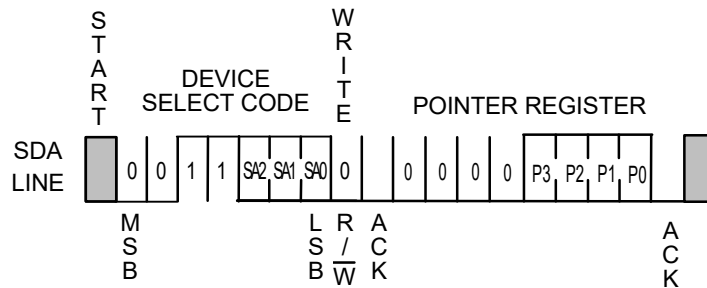 START
WRITE
DEVICE
SELECT CODE
POINTER REGISTER
SDA
LINE
0 0 1 1 SA2 SA1 SA0 0 0 0 0 0 P3 P2 P1 P0
MSB
LSB
R/W
ACK
ACK